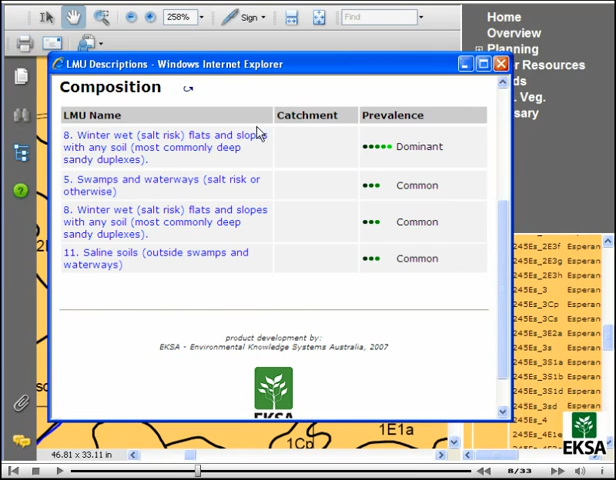 258%
Sign
Find
Home
Overview
Planning
r Resources
ds
. Veg.
sary
LMU Descriptions - Windows Internet Explorer
Composition
LMU Name Catchment Prevalence
8. Winter wet (salt risk) flats and slopes
with any soil (most commonly deep
sandy duplexes).
Dominant
5. Swamps and waterways (salt risk or
otherwise)
Common
8. Winter wet (salt risk) flats and slopes
with any soil (most commonly deep
sandy duplexes).
Common
11. Saline soils (outside swamps and
waterways)
Common
product development by:
EKSA - Environmental Knowledge Systems Australia, 2007
EKSA
245Es_2E3f Esperan
245Es_2E3g Esperan
245Es_2E3h Esperan
245Es_3 Esperan
245Es_3Cp Esperan
245Es_3Cs Esperan
245Es_3E2a Esperan
245Es_3s Esperan
245Es_3S1a Esperan
245Es_3S1b Esperan
245Es_3S1d Esperan
245Es_3sd Esperan
245Es_4
245Es_4E1a
1E1a
1Cp
EKSA
46.81 x 33.11 in
8/33